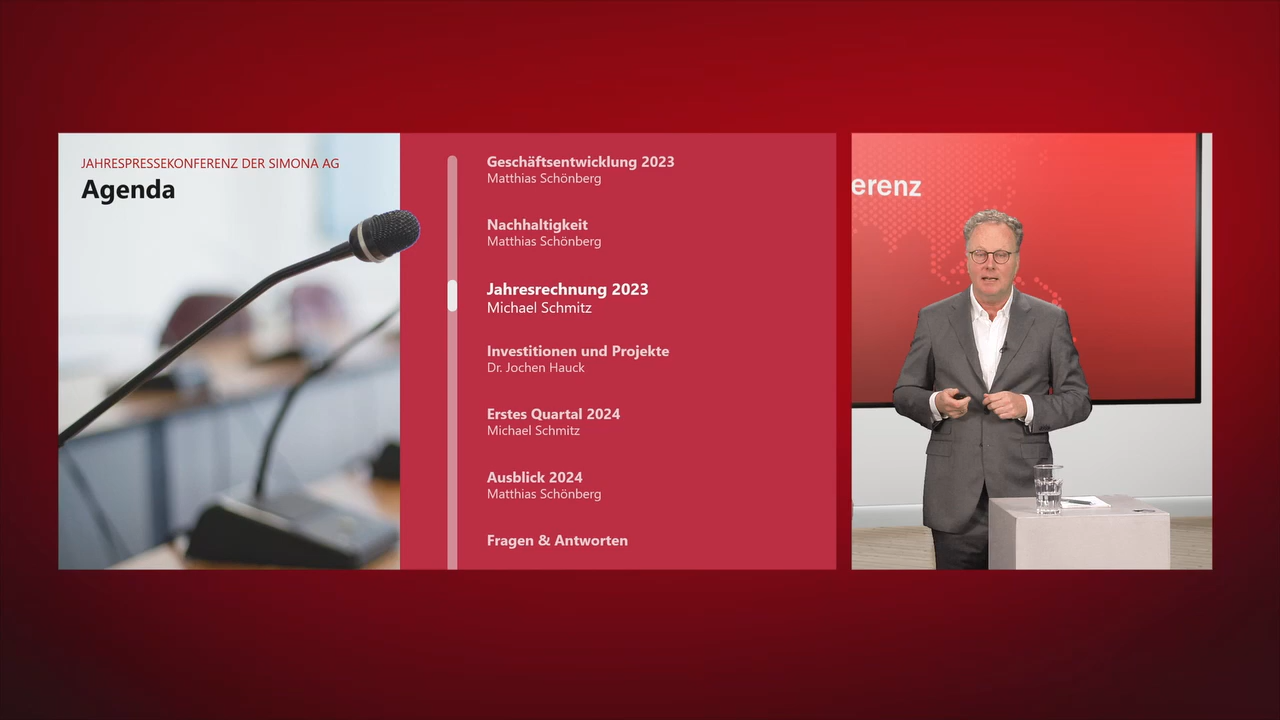 JAHRESPRESSEKONFERENZ DER SIMONA AG
Agenda
Geschäftsentwicklung 2023
Matthias Schönberg
Nachhaltigkeit
Matthias Schönberg
Jahresrechnung 2023
Michael Schmitz
Investitionen und Projekte
Dr. Jochen Hauck
Erstes Quartal 2024
Michael Schmitz
Ausblick 2024
Matthias Schönberg
Fragen & Antworten
erenz